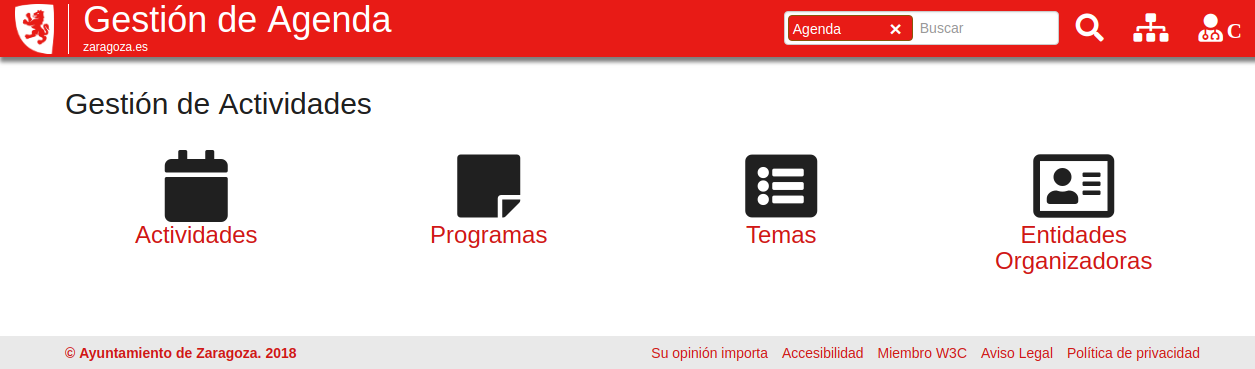 Gestión de Agenda
zaragoza.es
Agenda × Buscar
C
Gestión de Actividades
Actividades
Programas
Temas
Entidades
Organizadoras
© Ayuntamiento de Zaragoza. 2018
Su opinión importa Accesibilidad Miembro W3C Aviso Legal Política de privacidad